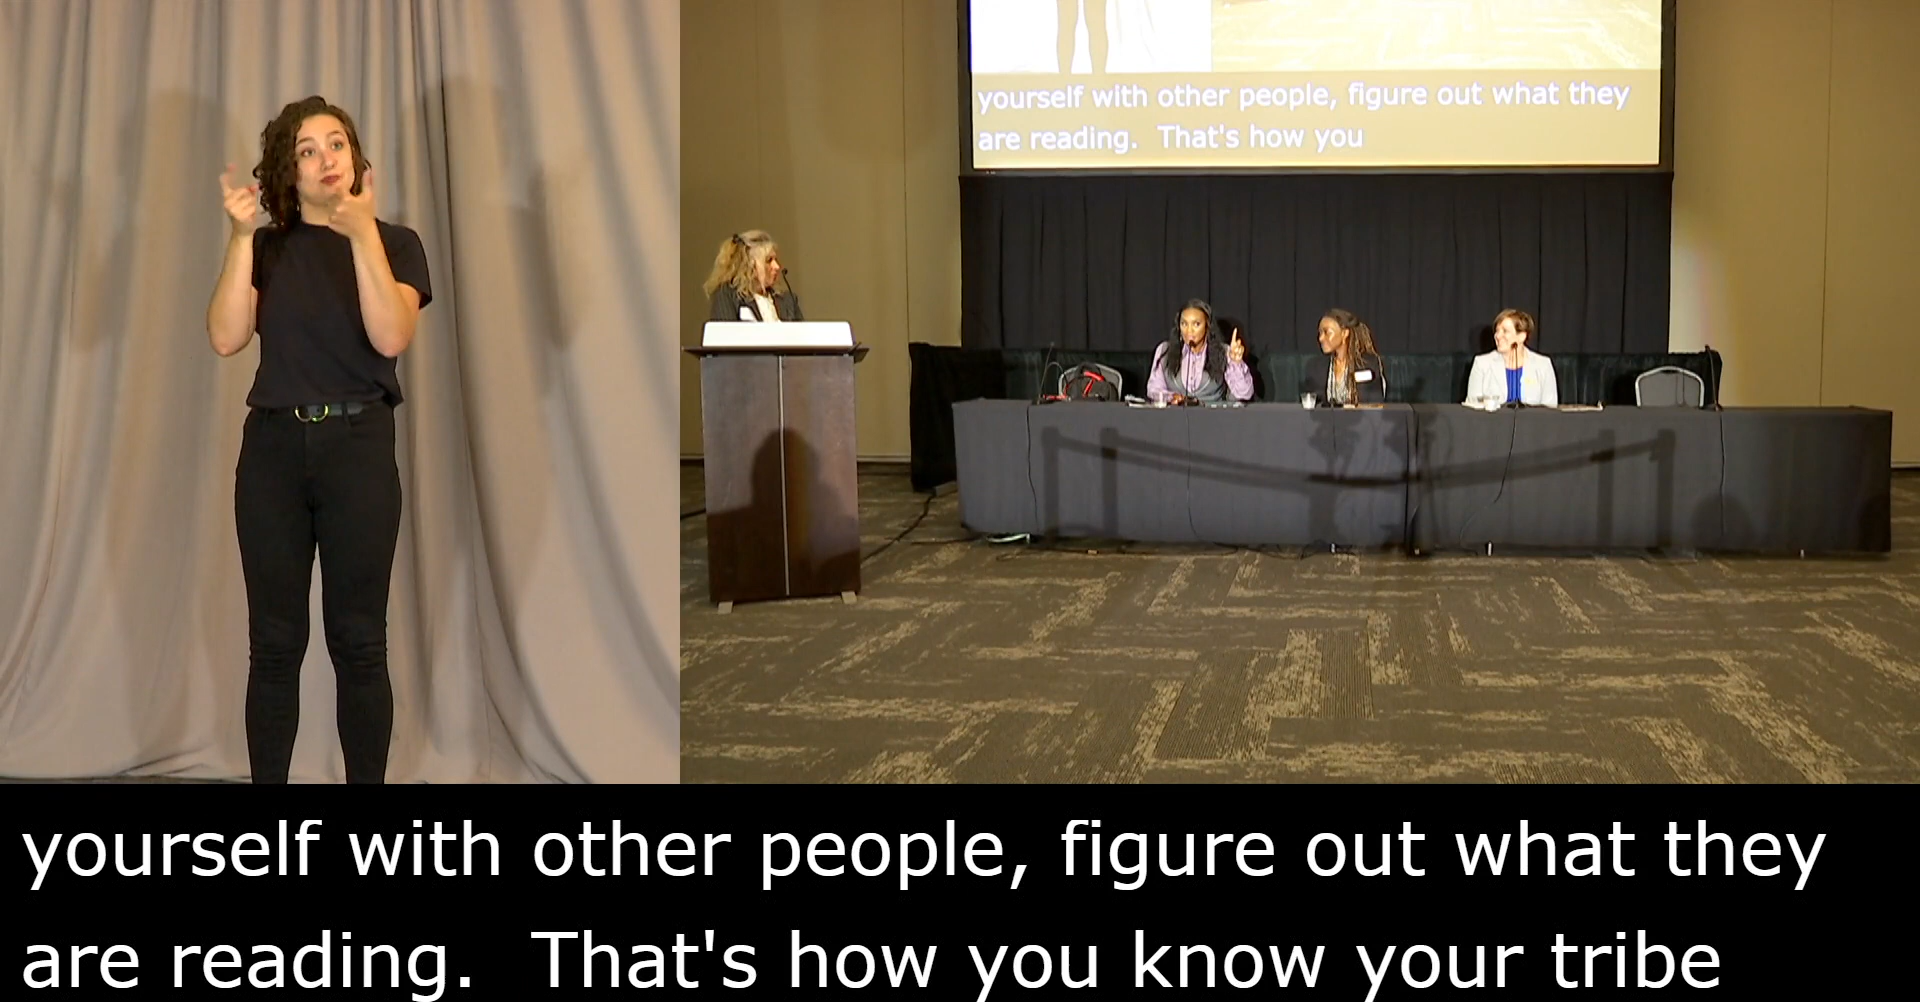 yourself with other people, figure out what they
are reading.  That's how you
yourself with other people, figure out what they
are reading.  That's how you know your tribe